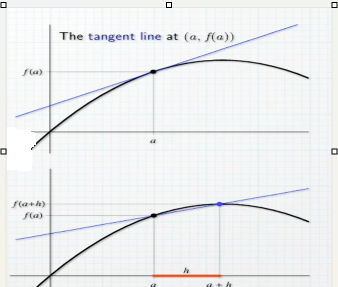 The tangent line at (a, f(a))
f(a)
a
f(a+h)
f(a)
h
a a + h